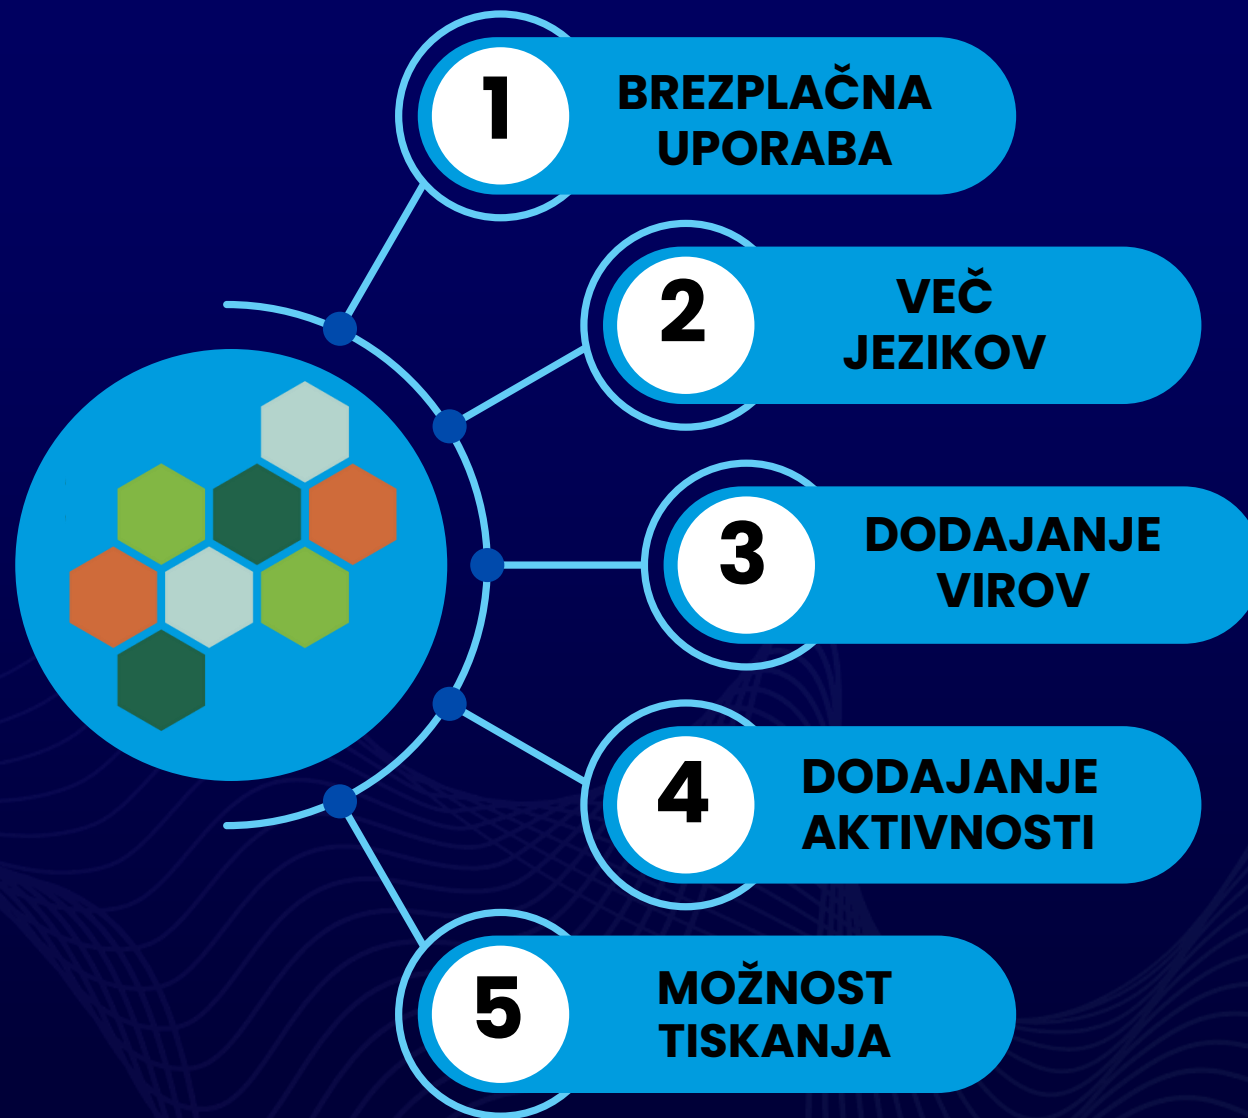 1
BREZPLAČNA
UPORABA
2
VEČ
JEZIKOV
3
DODAJANJE
VIROV
4
DODAJANJE
AKTIVNOSTI
5
MOŽNOST
TISKANJA